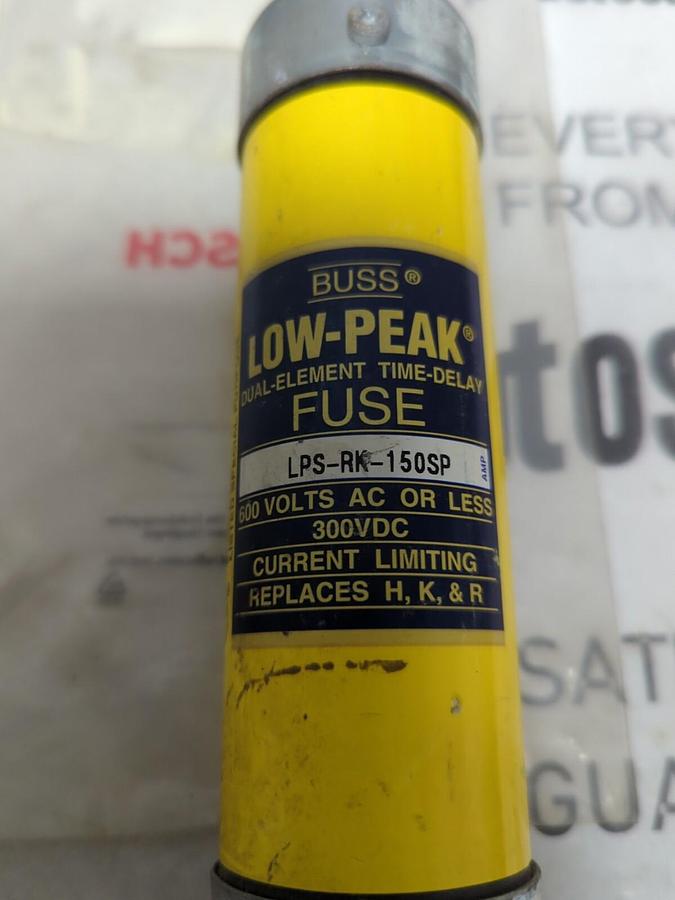 BUSS®
LOW-PEAK®
DUAL-ELEMENT TIME-DELAY
FUSE
LPS-RK-150SP AMP
600 VOLTS AC OR LESS
300VDC
CURRENT LIMITING
REPLACES H, K, & R
EVERY
FROM
tos
SAT
GUA